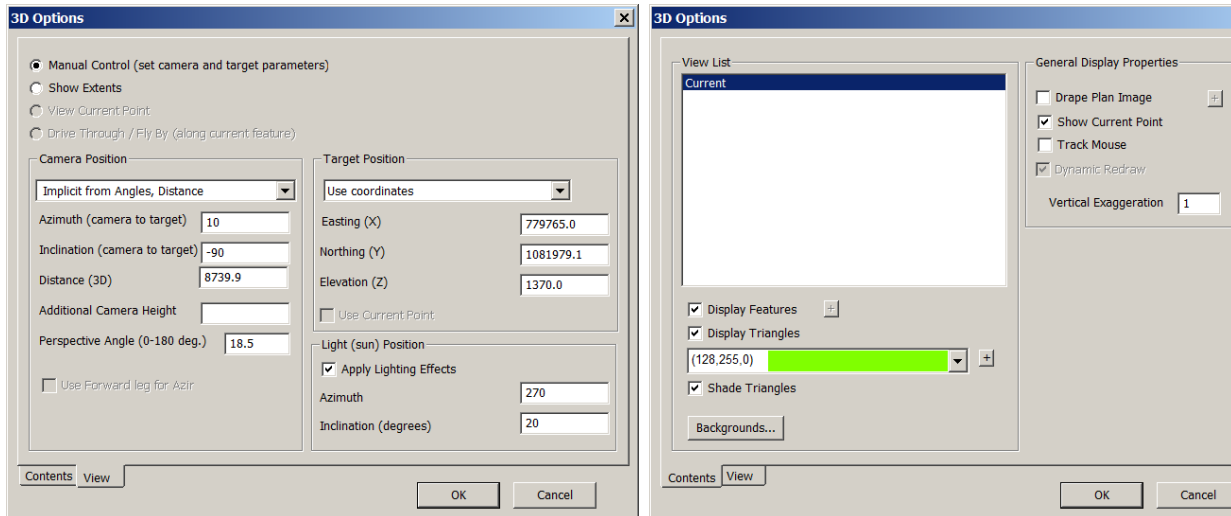 3D Options
Manual Control (set camera and target parameters)
Show Extents
View Current Point
Drive Through / Fly By (along current feature)
Camera Position
Implicit from Angles, Distance
Azimuth (camera to target) 10
Inclination (camera to target) -90
Distance (3D) 8739.9
Additional Camera Height
Perspective Angle (0-180 deg.) 18.5
Use Forward leg for Azir
Target Position
Use coordinates
Easting (X) 779765.0
Northing (Y) 1081979.1
Elevation (Z) 1370.0
Use Current Point
Light (sun) Position
Apply Lighting Effects
Azimuth 270
Inclination (degrees) 20
Contents View
OK Cancel
3D Options
View List
Current
Display Features +
Display Triangles
(128,255,0) +
Shade Triangles
Backgrounds...
General Display Properties
Drape Plan Image +
Show Current Point
Track Mouse
Dynamic Redraw
Vertical Exaggeration 1
Contents View
OK Cancel